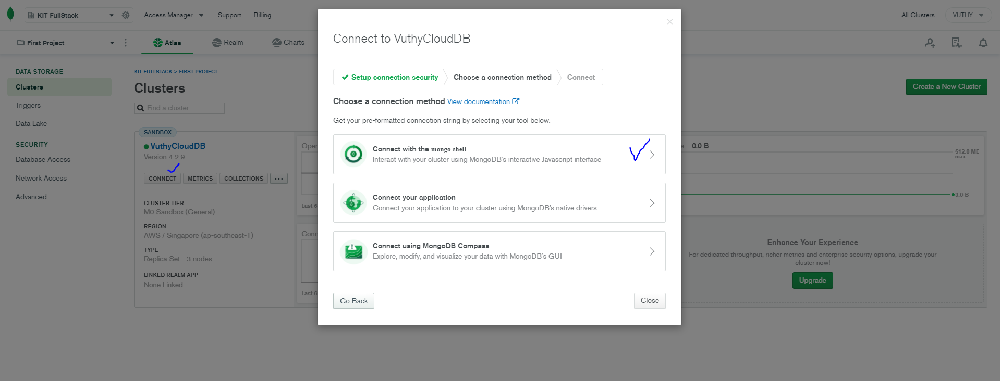 KIT FullStack
Access Manager
Support
Billing
All Clusters
VUTHY
First Project
Atlas
Realm
Charts
DATA STORAGE
Clusters
Triggers
Data Lake
SECURITY
Database Access
Network Access
Advanced
KIT FULLSTACK > FIRST PROJECT
Clusters
Find a cluster...
Create a New Cluster
SANDBOX
VuthyCloudDB
Version 4.2.9
CONNECT
METRICS
COLLECTIONS
...
CLUSTER TIER
M0 Sandbox (General)
REGION
AWS / Singapore (ap-southeast-1)
TYPE
Replica Set - 3 nodes
LINKED REALM APP
None Linked
Oper
Last 6
Conn
Last 6
Connect to VuthyCloudDB
Setup connection security
Choose a connection method
Connect
Choose a connection method View documentation
Get your pre-formatted connection string by selecting your tool below.
Connect with the mongo shell
Interact with your cluster using MongoDB's interactive Javascript interface
Connect your application
Connect your application to your cluster using MongoDB's native drivers
Connect using MongoDB Compass
Explore, modify, and visualize your data with MongoDB's GUI
Go Back
Close
e 0.0 B
512.0 MB
max
0.0 B
Enhance Your Experience
For dedicated throughput, richer metrics and enterprise security options, upgrade your
cluster now!
Upgrade